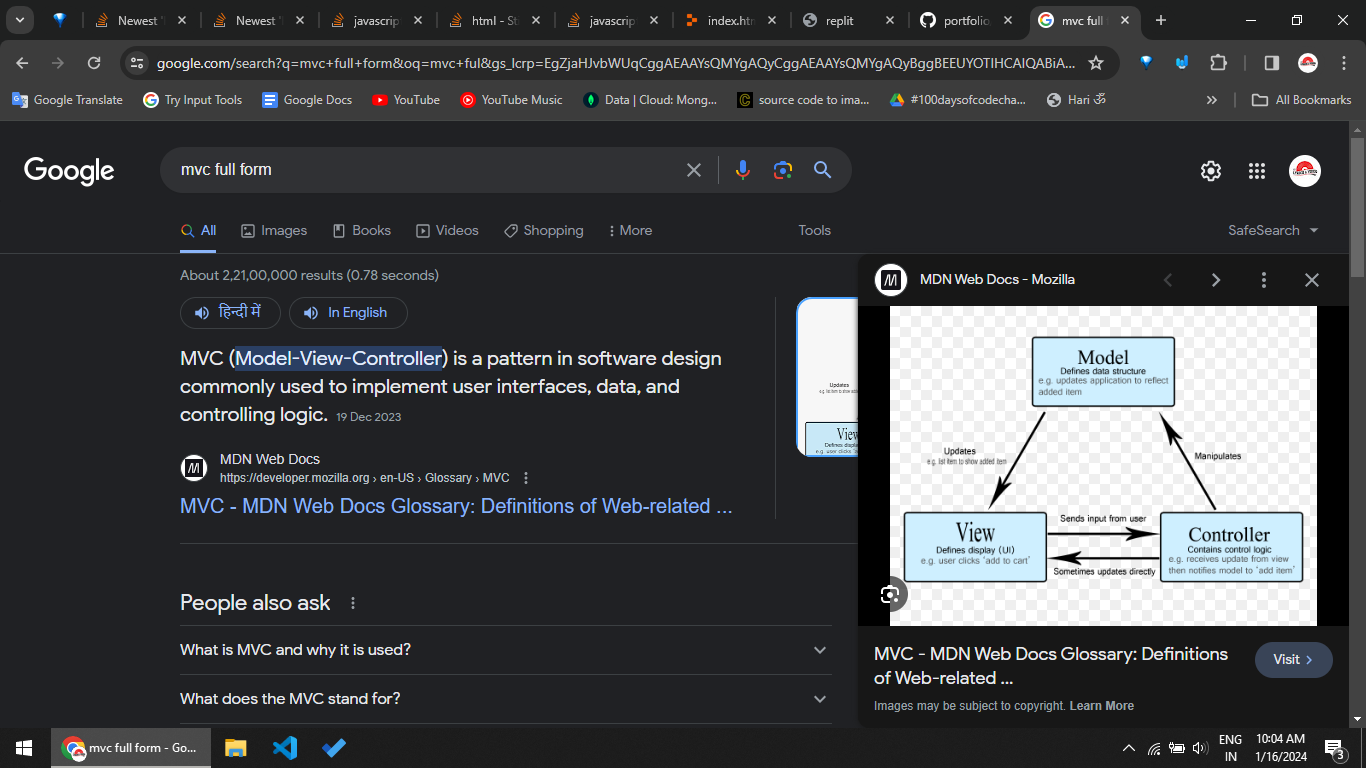 Newest "
Newest "
javascrip
html - St
javascrip
index.htm
replit
portfolio
mvc full
google.com/search?q=mvc+full+form&oq=mvc+ful&gs_lcrp=EgZjaHJvbWUqCggAEAAYsQMYgAQyCggAEAAYsQMYgAQyBggBEEUYOTIHCAIQABiA...
Google Translate
Try Input Tools
Google Docs
YouTube
YouTube Music
Data | Cloud: Mong...
source code to ima...
#100daysofcodecha...
Hari ॐ
»
All Bookmarks
Google
mvc full form
All
Images
Books
Videos
Shopping
More
Tools
SafeSearch
About 2,21,00,000 results (0.78 seconds)
हिन्दी में
In English
MVC (Model-View-Controller) is a pattern in software design
commonly used to implement user interfaces, data, and
controlling logic. 19 Dec 2023
MDN Web Docs
https://developer.mozilla.org › en-US › Glossary › MVC
MVC - MDN Web Docs Glossary: Definitions of Web-related ...
People also ask
What is MVC and why it is used?
What does the MVC stand for?
Updates
View
MDN Web Docs - Mozilla
Model
Defines data structure
e.g. updates application to reflect
added item
Updates
e.g. list item to show added item
Manipulates
View
Defines display (UI)
e.g. user clicks 'add to cart'
Sends input from user
Sometimes updates directly
Controller
Contains control logic
e.g. receives update from view
then notifies model to 'add item'
MVC - MDN Web Docs Glossary: Definitions
of Web-related ...
Visit
Images may be subject to copyright. Learn More
mvc full form - Go...
ENG
IN
10:04 AM
1/16/2024
3